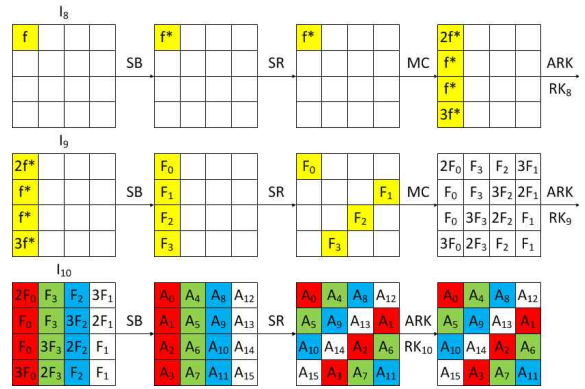 I₈
f f* f* 2f*
SB SR MC f* ARK
f* RK₈
3f*
I₉
2f* F₀ F₀ 2F₀ F₃ F₂ 3F₁
f* SB F₁ SR F₁ MC F₀ F₃ 3F₂ 2F₁ ARK
f* F₂ F₂ F₀ 3F₃ 2F₂ F₁ RK₉
3f* F₃ F₃ 3F₀ 2F₃ F₂ F₁
I₁₀
2F₀ F₃ F₂ 3F₁ A₀ A₄ A₈ A₁₂ A₀ A₄ A₈ A₁₂ A₀ A₄ A₈ A₁₂
F₀ F₃ 3F₂ 2F₁ SB A₁ A₅ A₉ A₁₃ SR A₅ A₉ A₁₃ A₁ ARK A₅ A₉ A₁₃ A₁
F₀ 3F₃ 2F₂ F₁ A₂ A₆ A₁₀ A₁₄ A₁₀ A₁₄ A₂ A₆ RK₁₀ A₁₀ A₁₄ A₂ A₆
3F₀ 2F₃ F₂ F₁ A₃ A₇ A₁₁ A₁₅ A₁₅ A₃ A₇ A₁₁ A₁₅ A₃ A₇ A₁₁